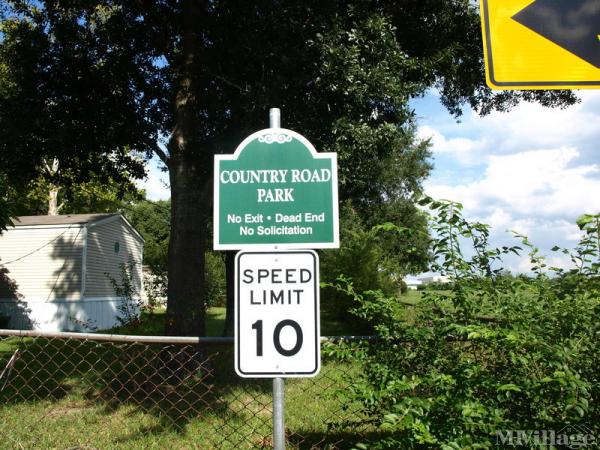 COUNTRY ROAD
PARK
No Exit • Dead End
No Solicitation
SPEED
LIMIT
10
MHVillage